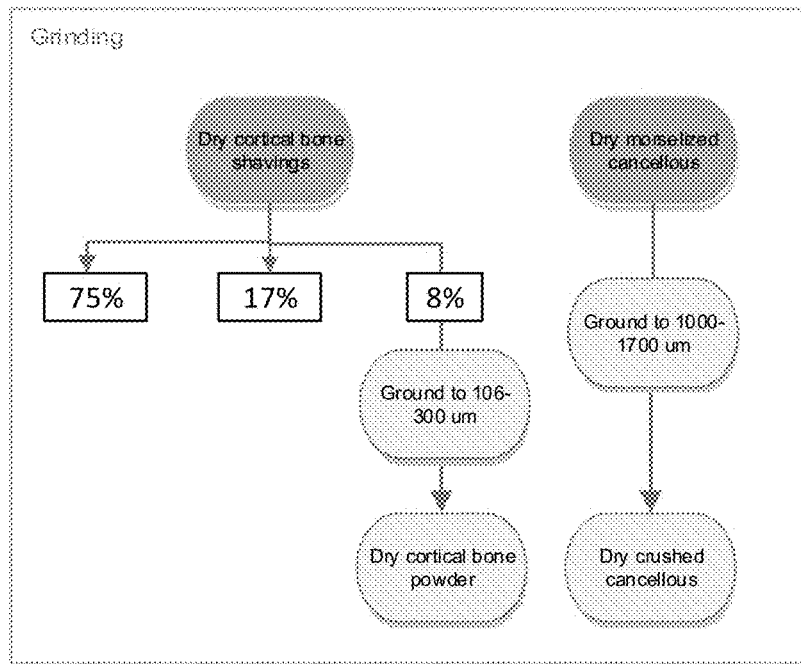 Grinding
Dry cortical bone
shavings
Dry morselized
cancellous
75%
17%
8%
Ground to 1000-
1700 um
Ground to 106-
300 um
Dry cortical bone
powder
Dry crushed
cancellous